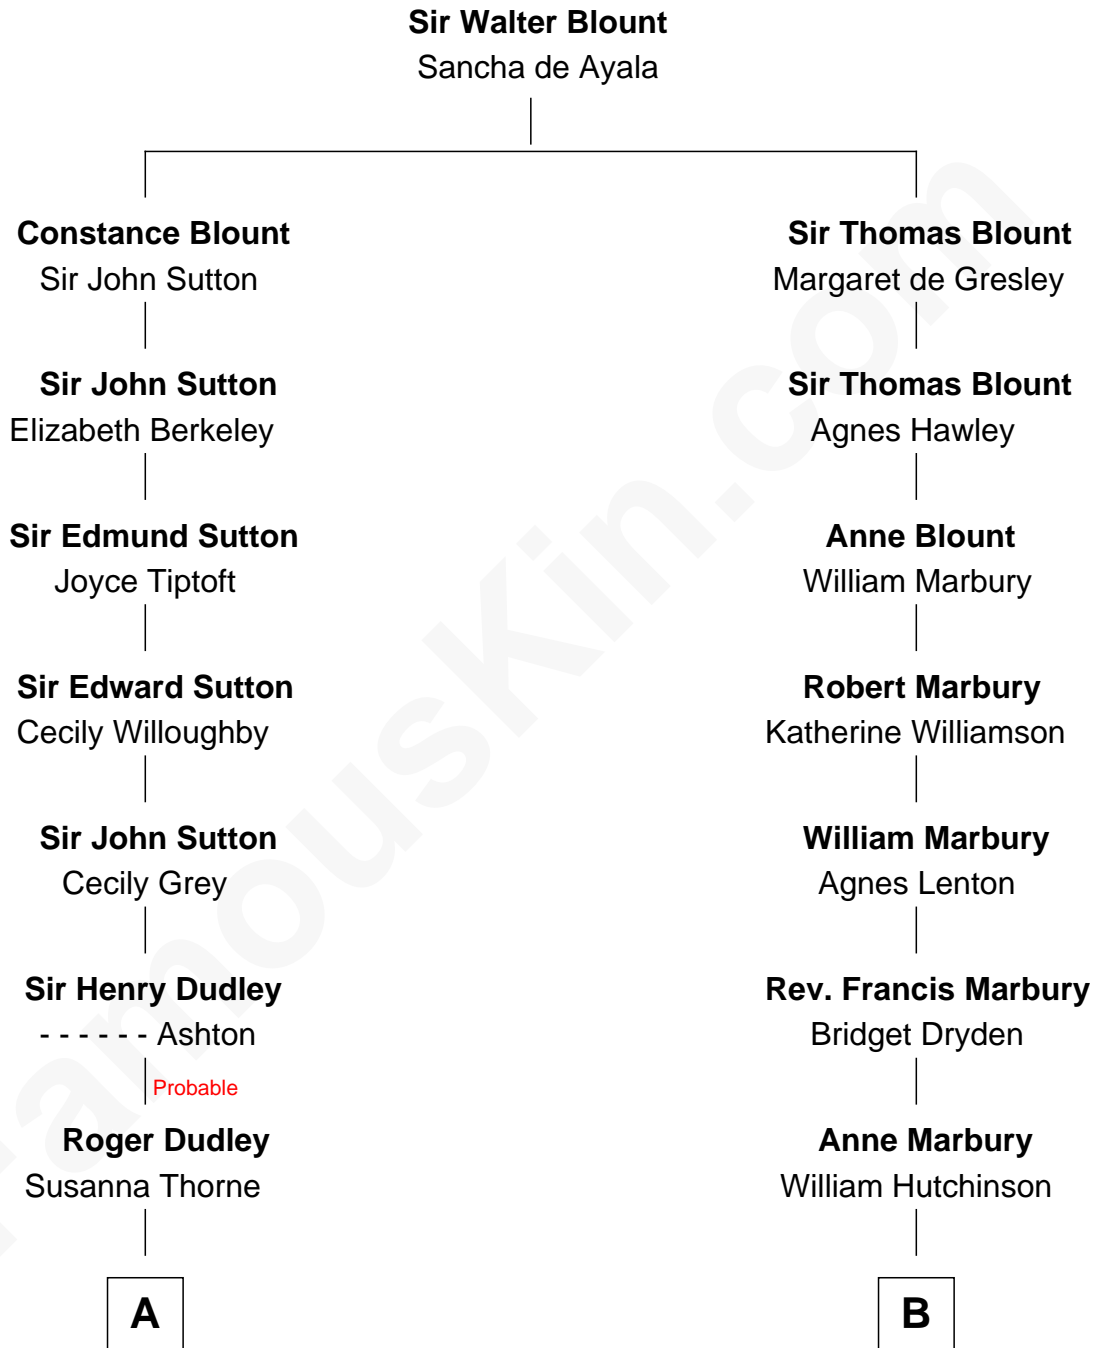 Sir Walter Blount
Sancha de Ayala
Constance Blount
Sir John Sutton
Sir Thomas Blount
Margaret de Gresley
Sir John Sutton
Elizabeth Berkeley
Sir Thomas Blount
Agnes Hawley
Sir Edmund Sutton
Joyce Tiptoft
Anne Blount
William Marbury
Sir Edward Sutton
Cecily Willoughby
Robert Marbury
Katherine Williamson
Sir John Sutton
Cecily Grey
William Marbury
Agnes Lenton
Sir Henry Dudley
- - - - - - Ashton
Probable
Rev. Francis Marbury
Bridget Dryden
Roger Dudley
Susanna Thorne
Anne Marbury
William Hutchinson
A
B
FamousKin.com